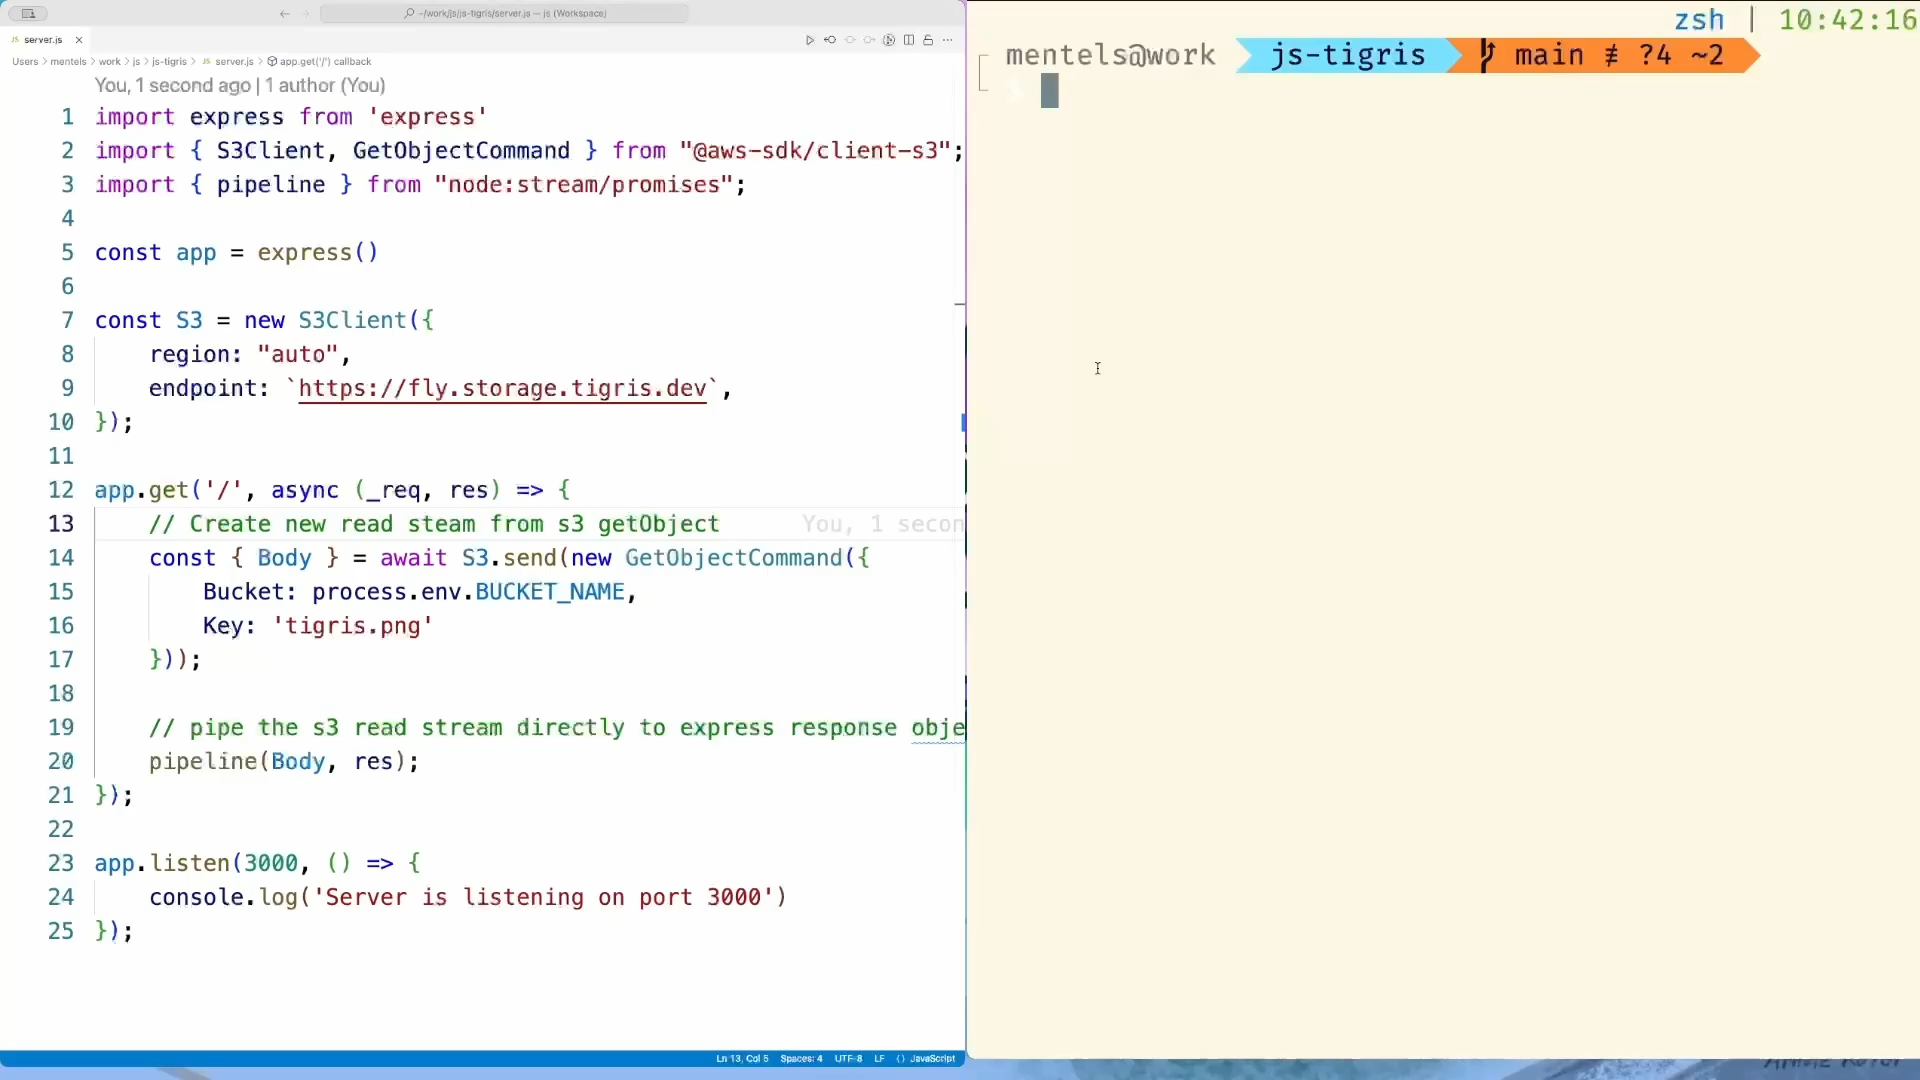 ~/work/js/js-tigris/server.js — js (Workspace)
JS server.js ×
Users > mentels > work > js > js-tigris > JS server.js > app.get('/') callback
You, 1 second ago | 1 author (You)
1 import express from 'express'
2 import { S3Client, GetObjectCommand } from "@aws-sdk/client-s3";
3 import { pipeline } from "node:stream/promises";
4
5 const app = express()
6
7 const S3 = new S3Client({
8 region: "auto",
9 endpoint: `https://fly.storage.tigris.dev`,
10 });
11
12 app.get('/', async (_req, res) => {
13 // Create new read steam from s3 getObject You, 1 secon
14 const { Body } = await S3.send(new GetObjectCommand({
15 Bucket: process.env.BUCKET_NAME,
16 Key: 'tigris.png'
17 }));
18
19 // pipe the s3 read stream directly to express response obje
20 pipeline(Body, res);
21 });
22
23 app.listen(3000, () => {
24 console.log('Server is listening on port 3000')
25 });
Ln 13, Col 5 Spaces: 4 UTF-8 LF {} JavaScript
zsh | 10:42:16
mentels@work js-tigris main ≢ ?4 ~2